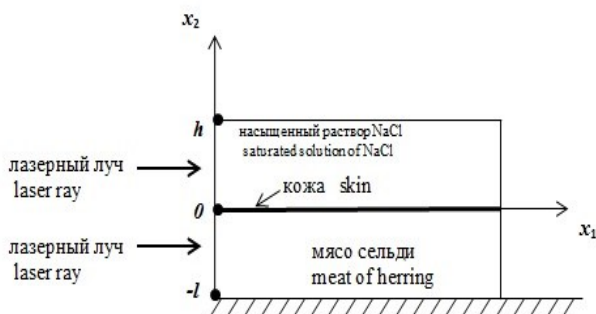 x₂
h
насыщенный раствор NaCl
saturated solution of NaCl
лазерный луч
laser ray
кожа skin
0
x₁
лазерный луч
laser ray
мясо сельди
meat of herring
-l